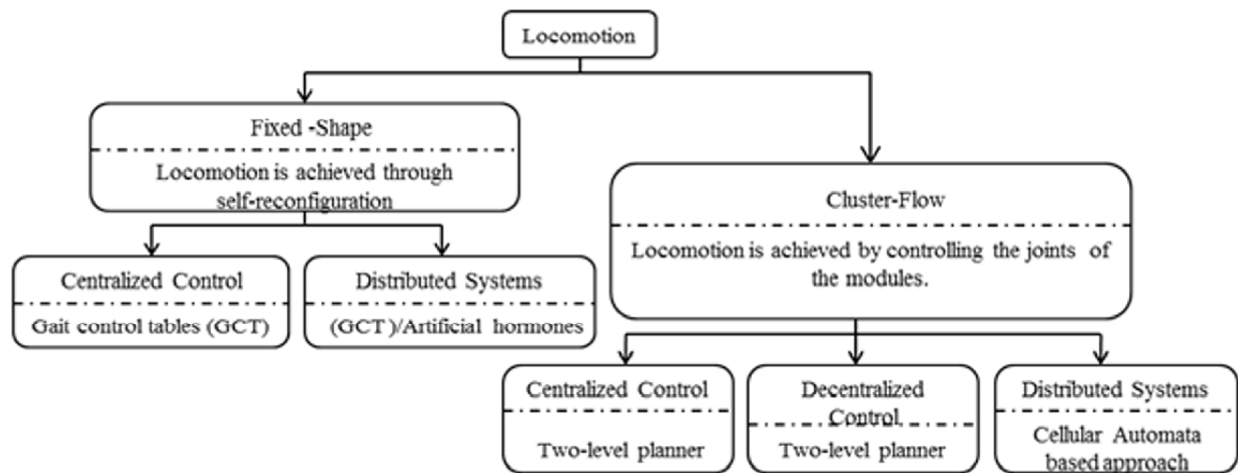 Locomotion
Fixed -Shape
Locomotion is achieved through
self-reconfiguration
Cluster-Flow
Locomotion is achieved by controlling the joints of
the modules.
Centralized Control
Gait control tables (GCT)
Distributed Systems
(GCT)/Artificial hormones
Centralized Control
Two-level planner
Decentralized
Control
Two-level planner
Distributed Systems
Cellular Automata
based approach